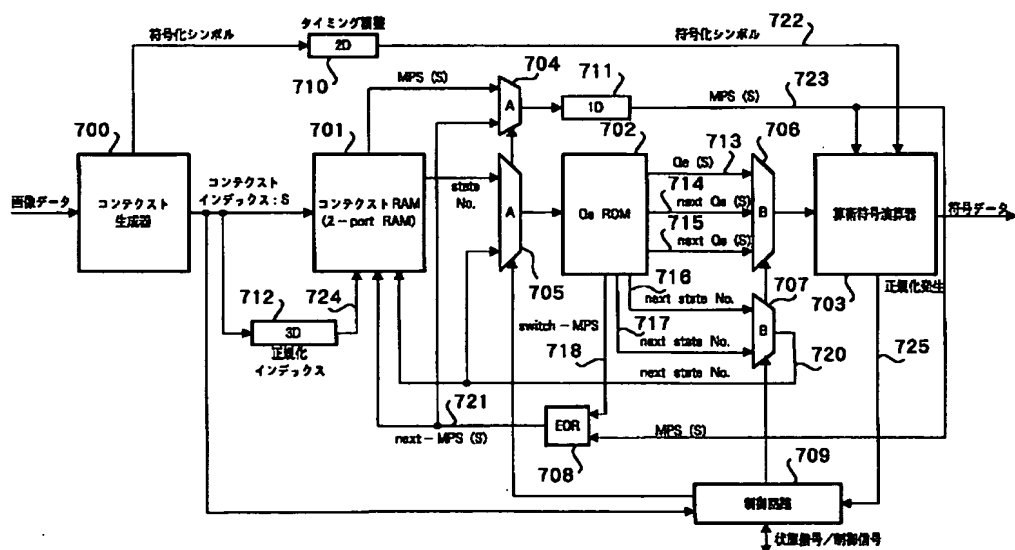 タイミング調整
符号化シンボル
2D
符号化シンボル
722
710
704
711
MPS (S)
A
1D
MPS (S)
723
700
701
702
706
713
Qe (S)
コンテクスト
インデックス：S
state
No.
714
next Qe (S)
画像データ
コンテクスト
生成器
コンテクスト RAM
(2-port RAM)
A
Qe ROM
B
算術符号演算器
符号データ
715
next Qe (S)
705
716
707
703
正規化発生
712
724
next state No.
3D
switch-MPS
717
B
725
正規化
インデックス
718
next state No.
720
next state No.
721
EOR
next-MPS (S)
MPS (S)
708
709
制御回路
状態信号／制御信号